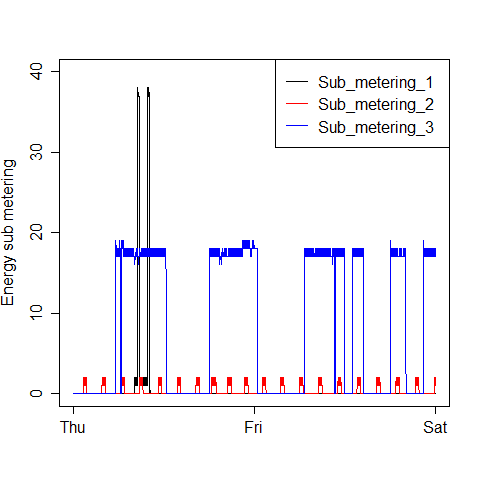 Sub_metering_1
Sub_metering_2
Sub_metering_3
Energy sub metering
40
30
20
10
0
Thu
Fri
Sat